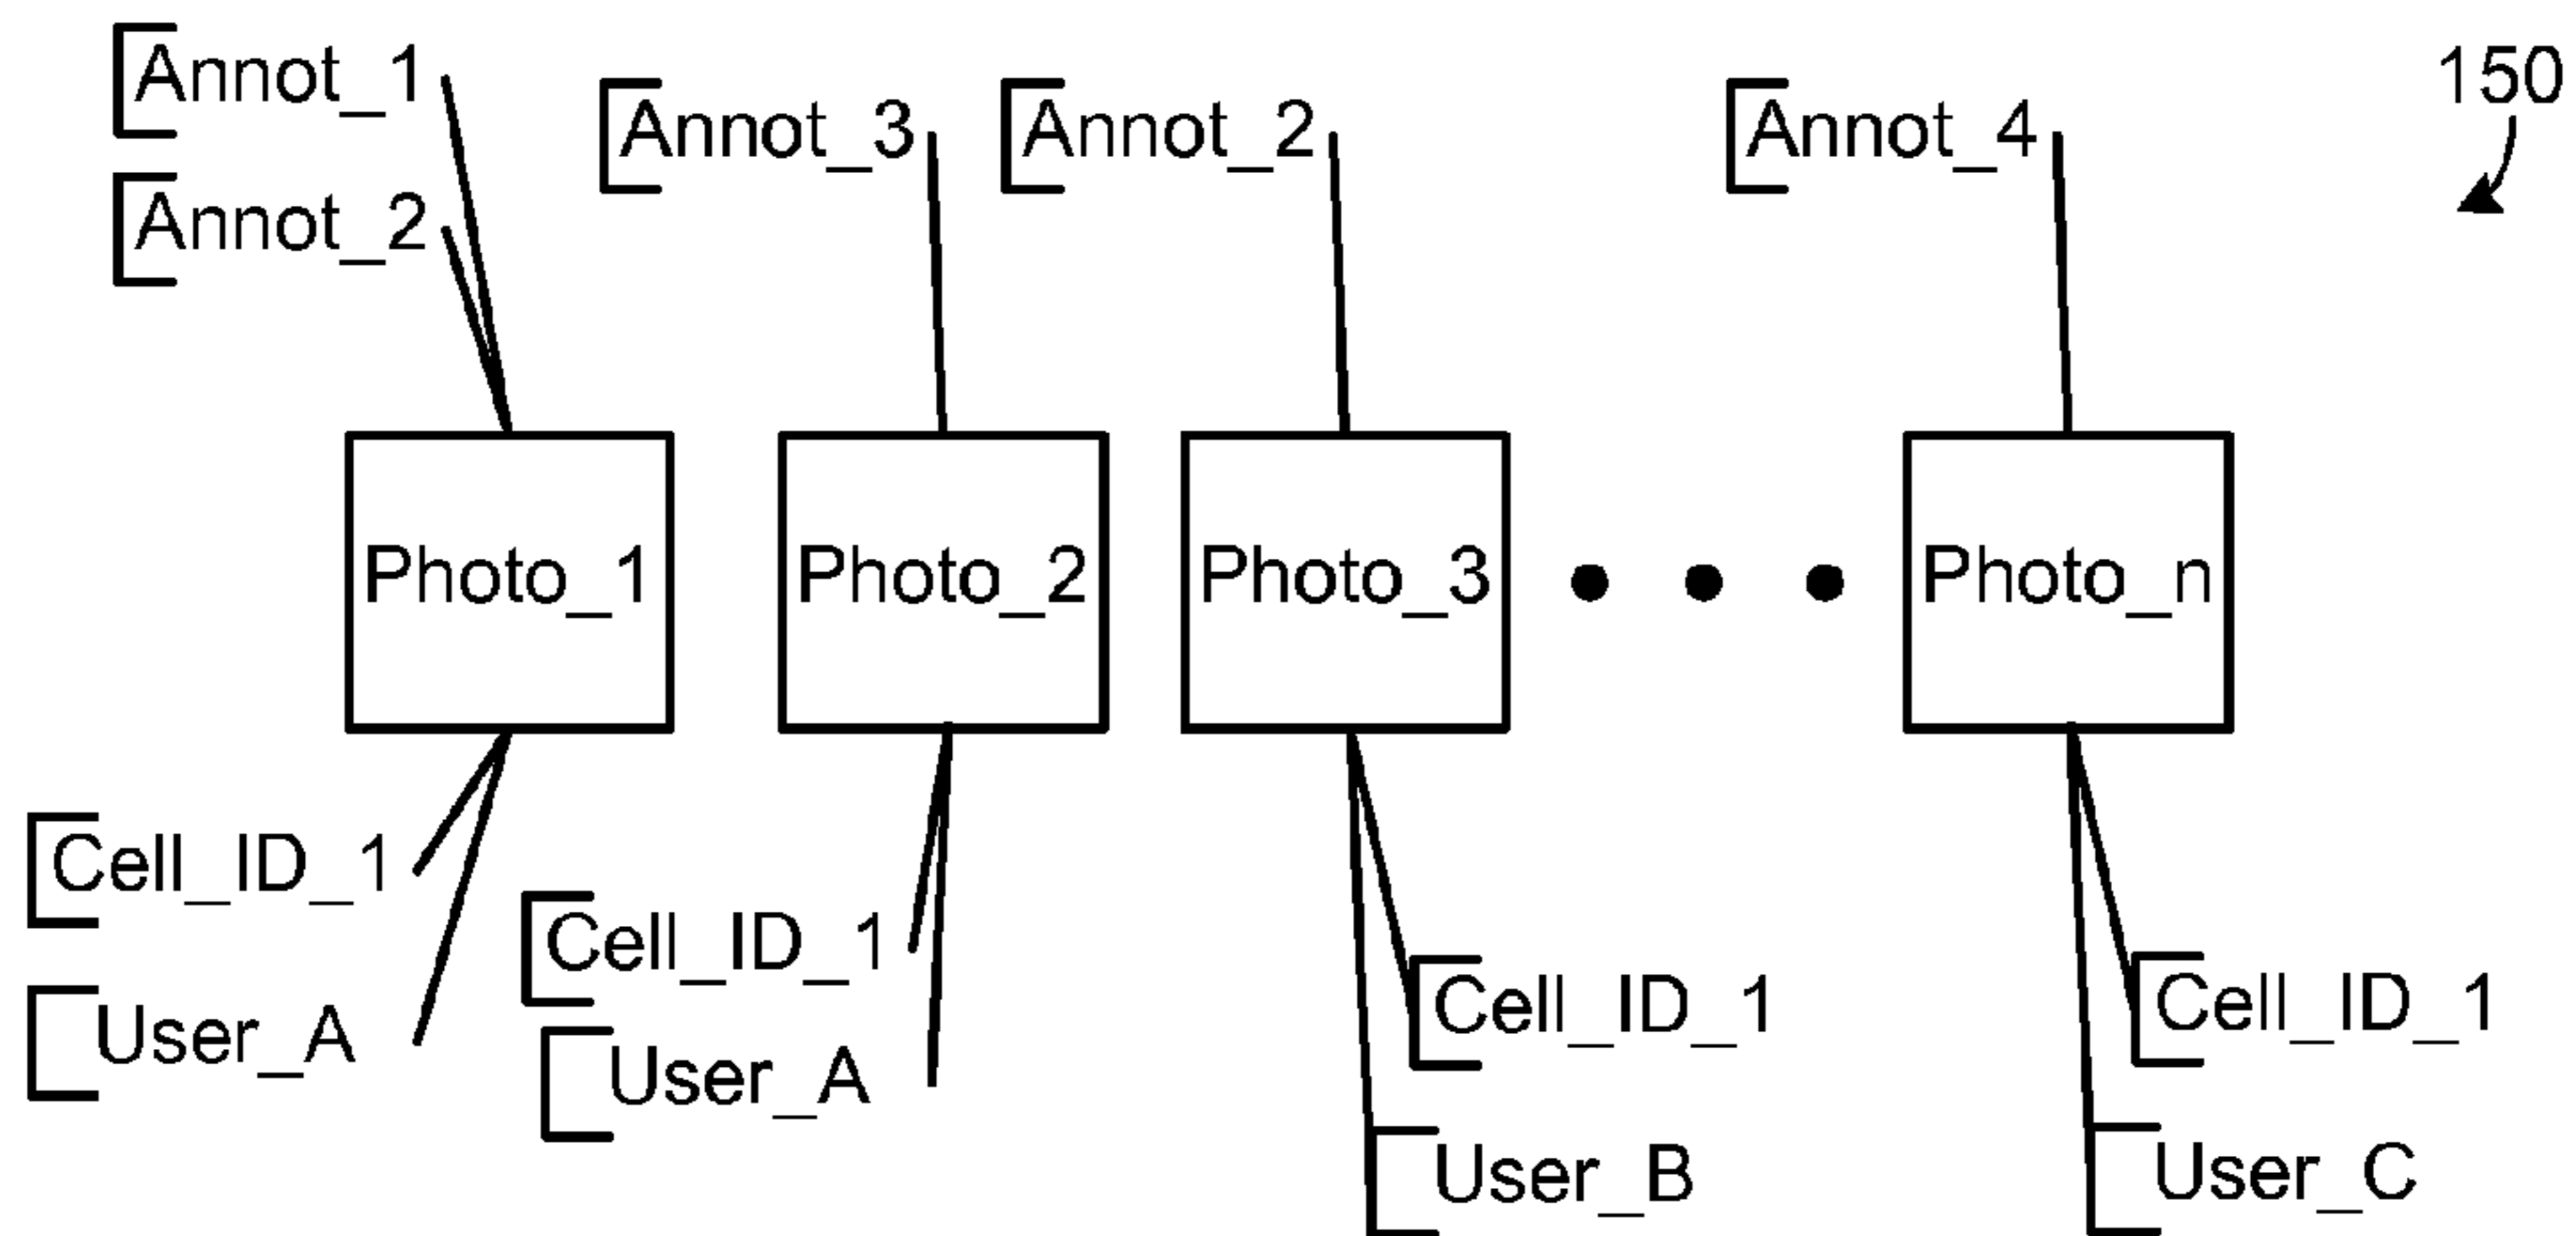 Annot_1
150
Annot_3
Annot_2
Annot_4
Annot_2
Photo_1
Photo_2
Photo_3
Photo_n
Cell_ID_1
Cell_ID_1
Cell_ID_1
Cell_ID_1
User_A
User_A
User_B
User_C